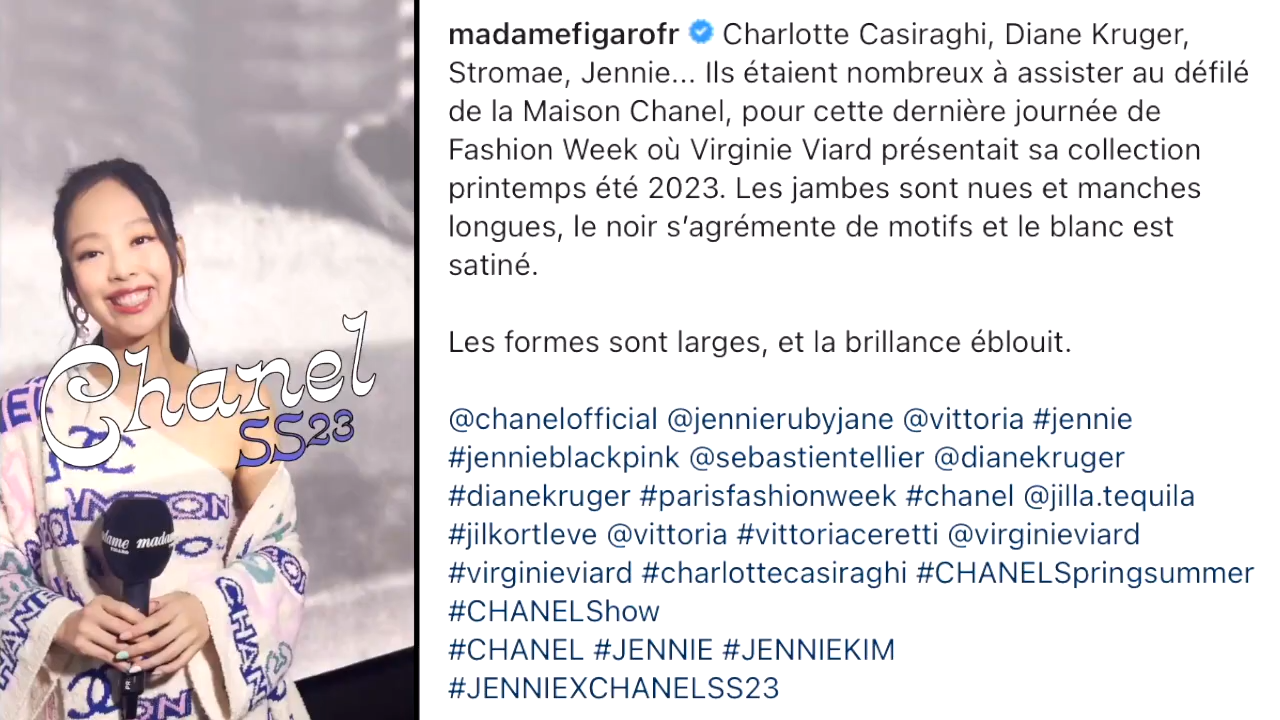 madamefigarofr Charlotte Casiraghi, Diane Kruger,
Stromae, Jennie... Ils étaient nombreux à assister au défilé
de la Maison Chanel, pour cette dernière journée de
Fashion Week où Virginie Viard présentait sa collection
printemps été 2023. Les jambes sont nues et manches
longues, le noir s’agrémente de motifs et le blanc est
satiné.
Les formes sont larges, et la brillance éblouit.
@chanelofficial @jennierubyjane @vittoria #jennie
#jennieblackpink @sebastientellier @dianekruger
#dianekruger #parisfashionweek #chanel @jilla.tequila
#jilkortleve @vittoria #vittoriaceretti @virginieviard
#virginieviard #charlottecasiraghi #CHANELSpringsummer
#CHANELShow
#CHANEL #JENNIE #JENNIEKIM
#JENNIEXCHANELSS23
Chanel
SS23